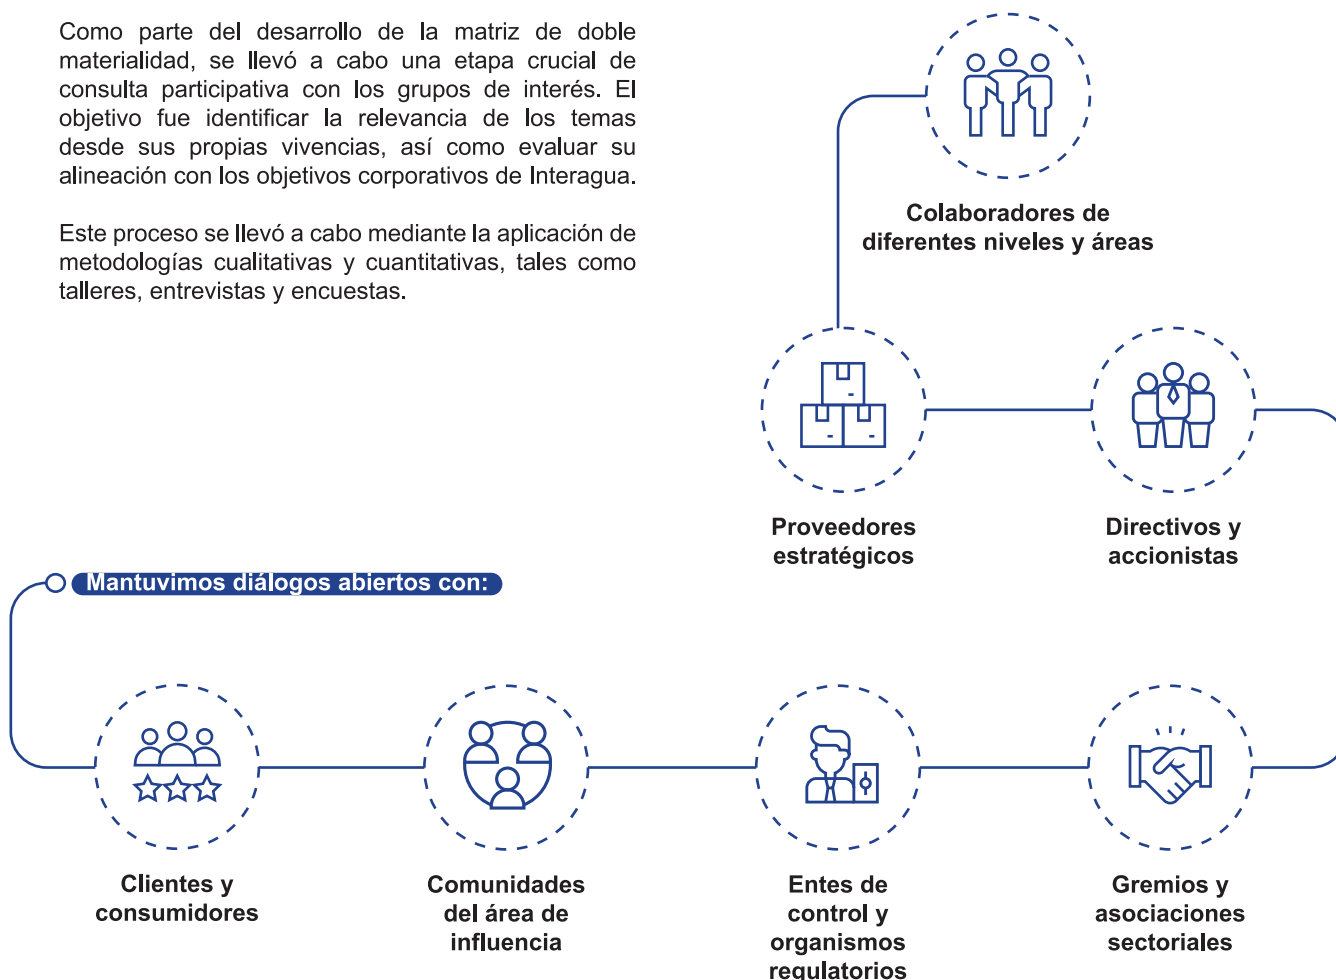 Como parte del desarrollo de la matriz de doble
materialidad, se llevó a cabo una etapa crucial de
consulta participativa con los grupos de interés. El
objetivo fue identificar la relevancia de los temas
desde sus propias vivencias, así como evaluar su
alineación con los objetivos corporativos de Interagua.
Este proceso se llevó a cabo mediante la aplicación de
metodologías cualitativas y cuantitativas, tales como
talleres, entrevistas y encuestas.
Colaboradores de
diferentes niveles y áreas
Proveedores
estratégicos
Directivos y
accionistas
Mantuvimos diálogos abiertos con:
Clientes y
consumidores
Comunidades
del área de
influencia
Entes de
control y
organismos
regulatorios
Gremios y
asociaciones
sectoriales